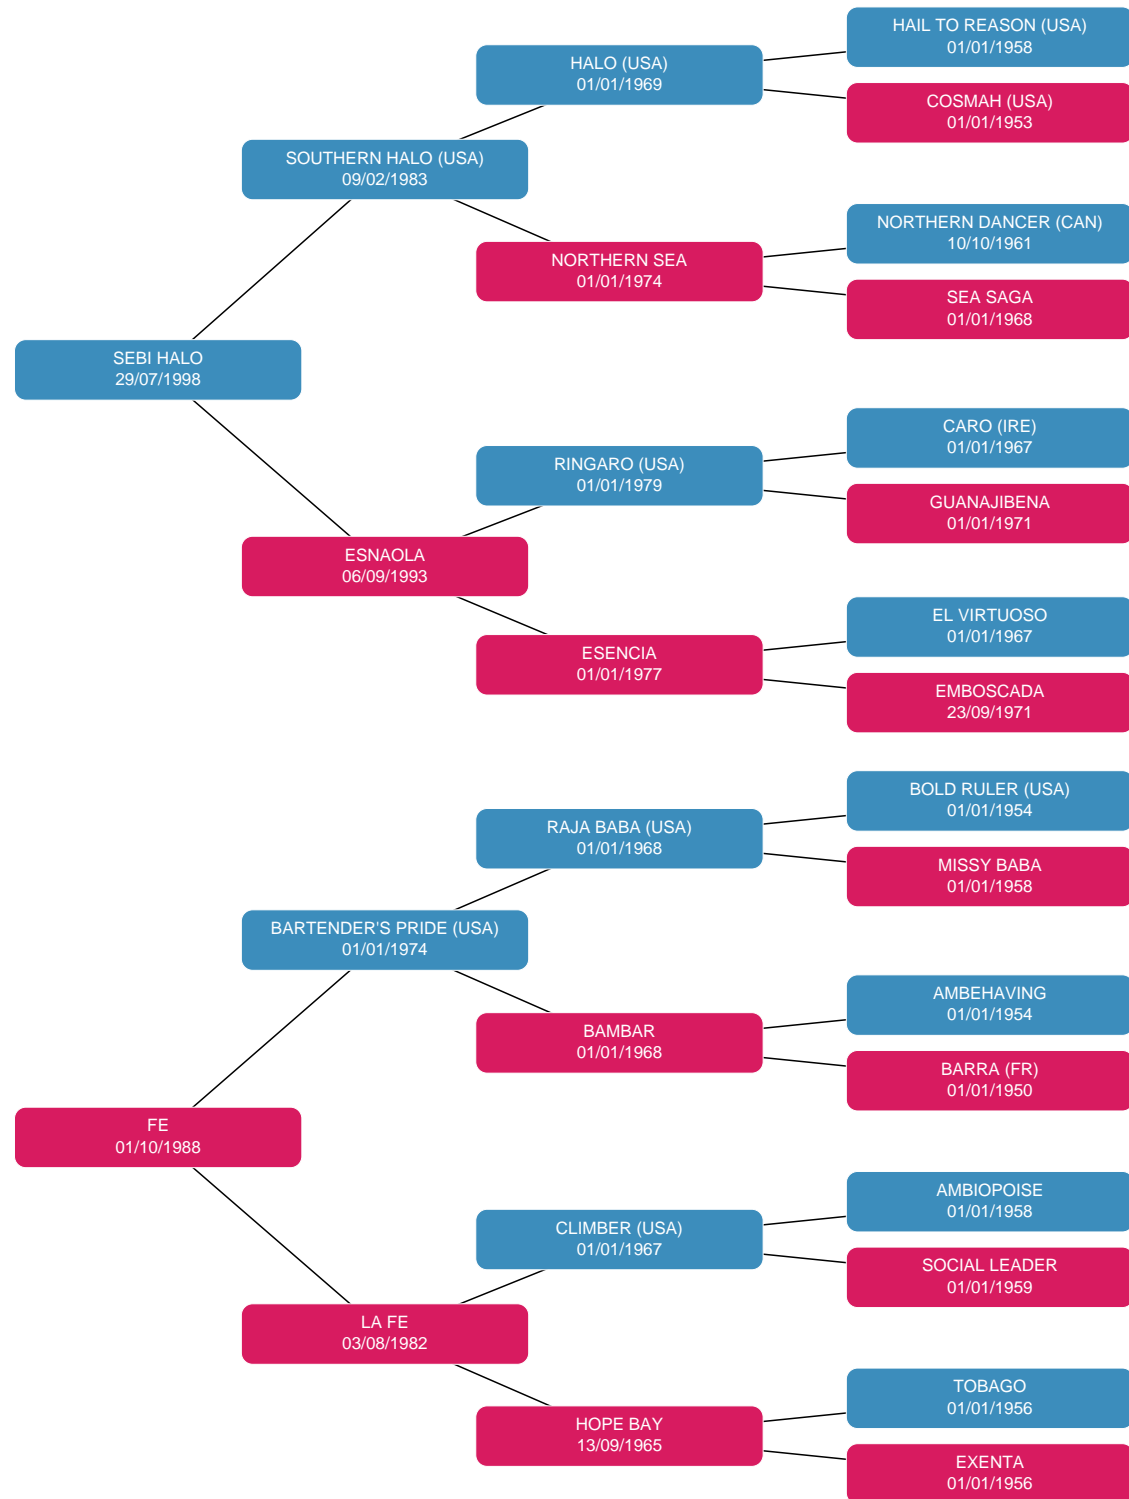 HAIL TO REASON (USA)
01/01/1958
HALO (USA)
01/01/1969
COSMAH (USA)
01/01/1953
SOUTHERN HALO (USA)
09/02/1983
NORTHERN DANCER (CAN)
10/10/1961
NORTHERN SEA
01/01/1974
SEA SAGA
01/01/1968
SEBI HALO
29/07/1998
CARO (IRE)
01/01/1967
RINGARO (USA)
01/01/1979
GUANAJIBENA
01/01/1971
ESNAOLA
06/09/1993
EL VIRTUOSO
01/01/1967
ESENCIA
01/01/1977
EMBOSCADA
23/09/1971
BOLD RULER (USA)
01/01/1954
RAJA BABA (USA)
01/01/1968
MISSY BABA
01/01/1958
BARTENDER'S PRIDE (USA)
01/01/1974
AMBEHAVING
01/01/1954
BAMBAR
01/01/1968
BARRA (FR)
01/01/1950
FE
01/10/1988
AMBIOPOISE
01/01/1958
CLIMBER (USA)
01/01/1967
SOCIAL LEADER
01/01/1959
LA FE
03/08/1982
TOBAGO
01/01/1956
HOPE BAY
13/09/1965
EXENTA
01/01/1956